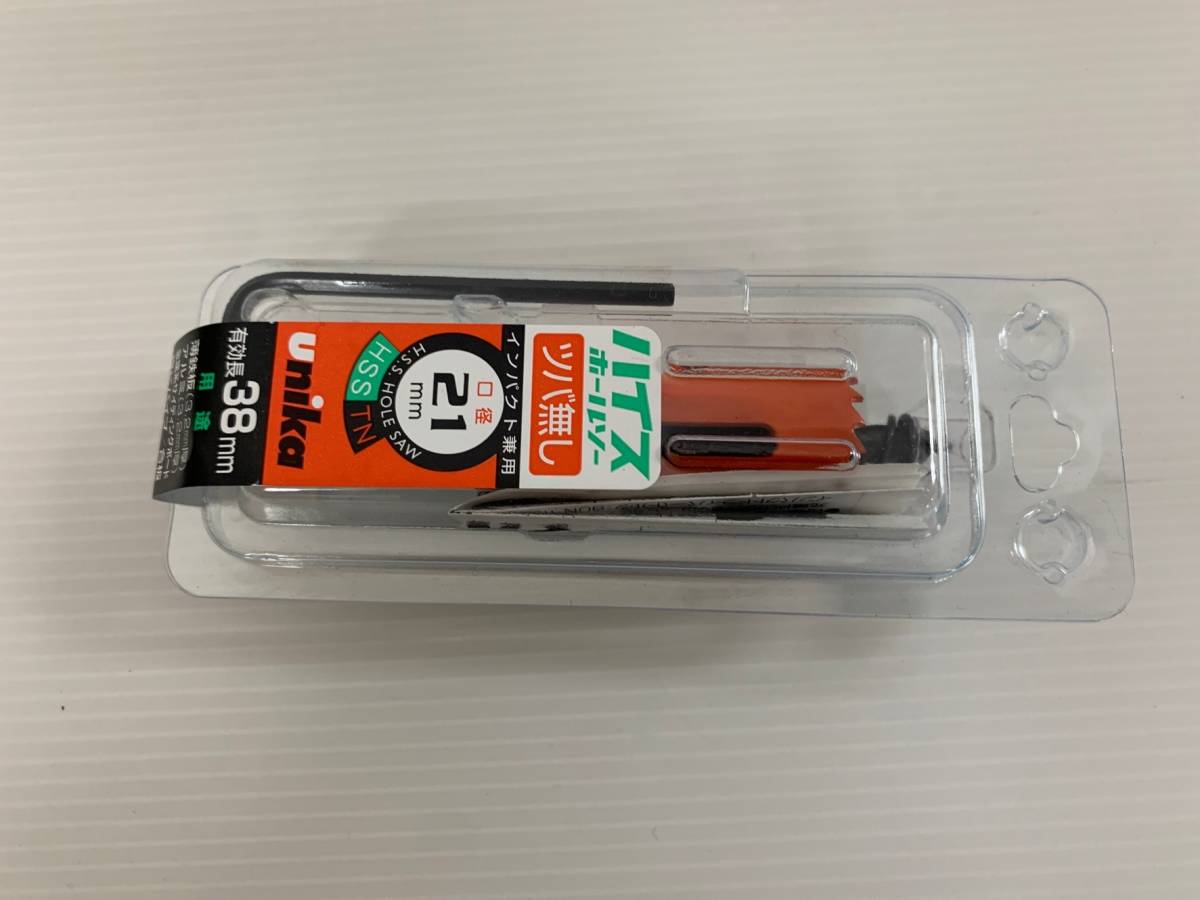 ハイス
ホールソー
ツバ無し
インパクト兼用
H.S.S. HOLE SAW
口径
21
mm
HSS TN
unika
有効長38mm
用途